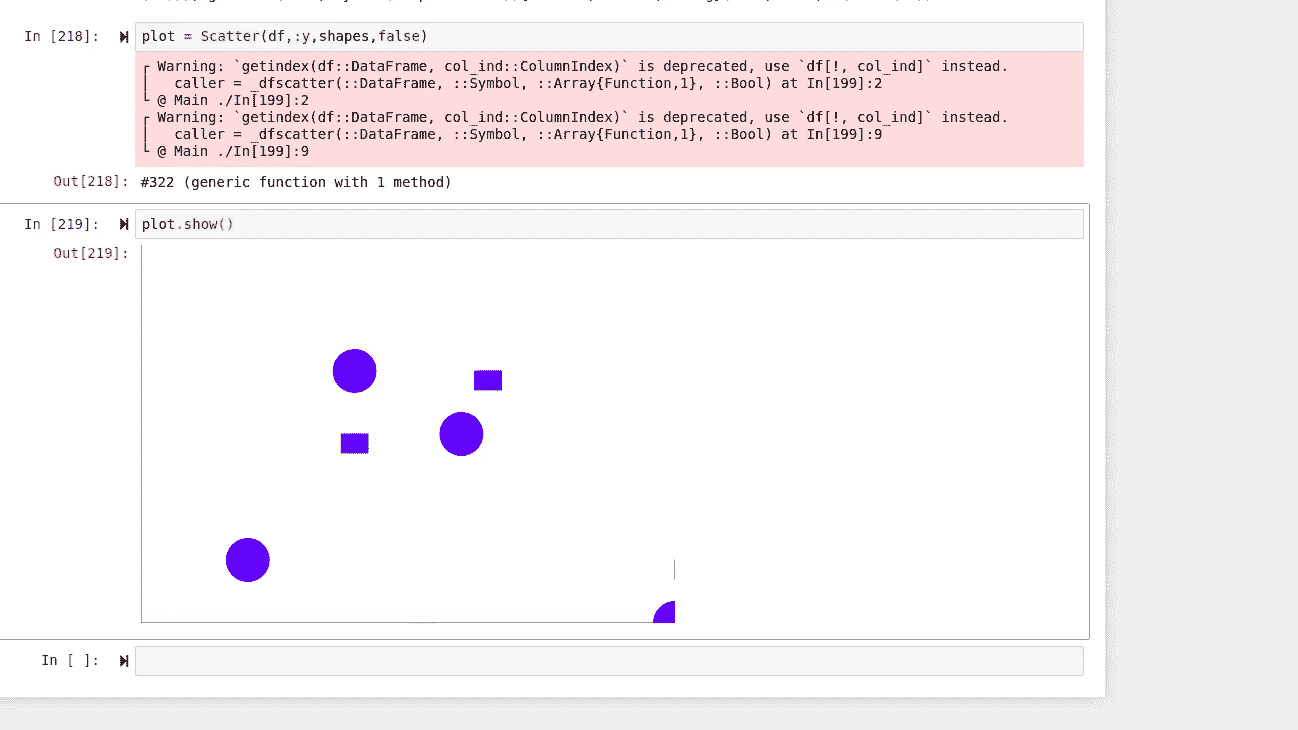 In [218]: plot = Scatter(df,:y,shapes,false)
┌ Warning: `getindex(df::DataFrame, col_ind::ColumnIndex)` is deprecated, use `df[!, col_ind]` instead.
│   caller = _dfscatter(::DataFrame, ::Symbol, ::Array{Function,1}, ::Bool) at In[199]:2
└ @ Main ./In[199]:2
┌ Warning: `getindex(df::DataFrame, col_ind::ColumnIndex)` is deprecated, use `df[!, col_ind]` instead.
│   caller = _dfscatter(::DataFrame, ::Symbol, ::Array{Function,1}, ::Bool) at In[199]:9
└ @ Main ./In[199]:9
Out[218]: #322 (generic function with 1 method)
In [219]: plot.show()
Out[219]:
In [ ]: